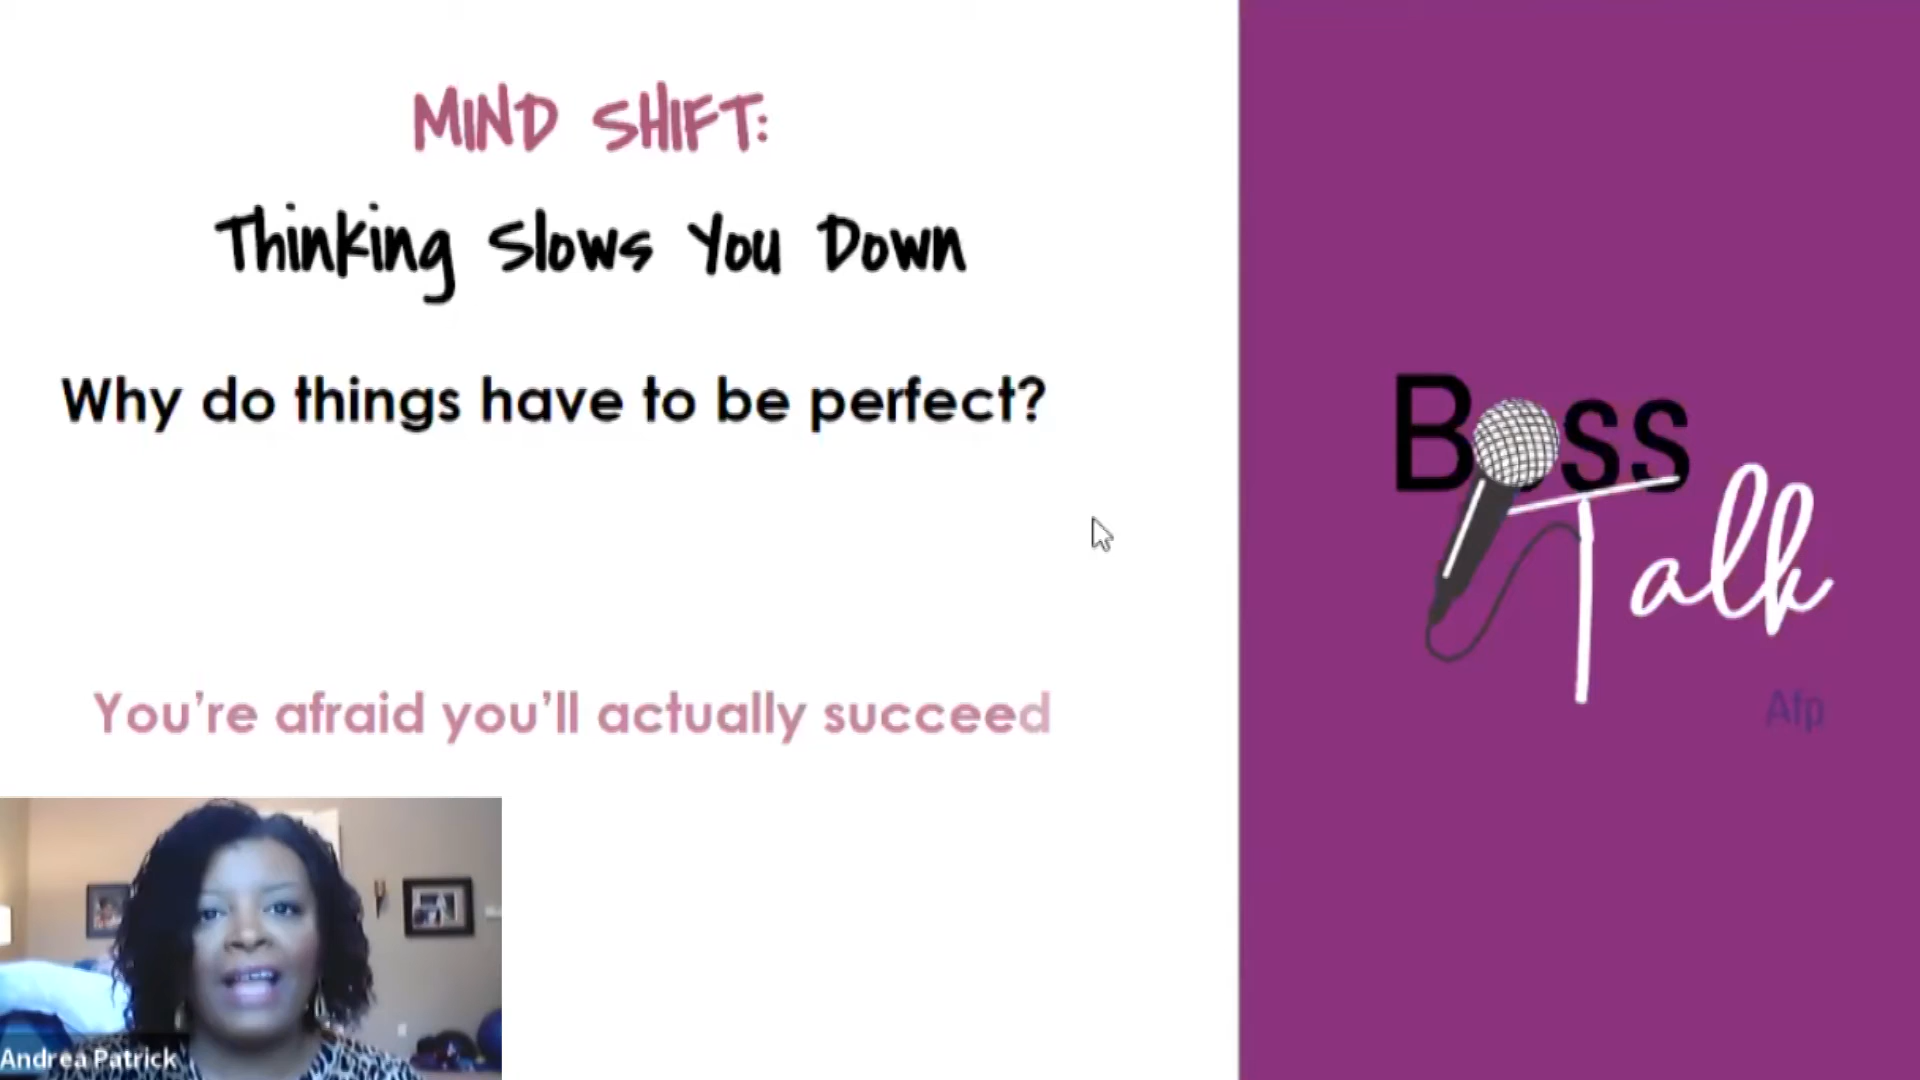 MIND SHIFT:
Thinking Slows You Down
Why do things have to be perfect?
You're afraid you'll actually succeed
Boss
Talk
Afp
Andrea Patrick